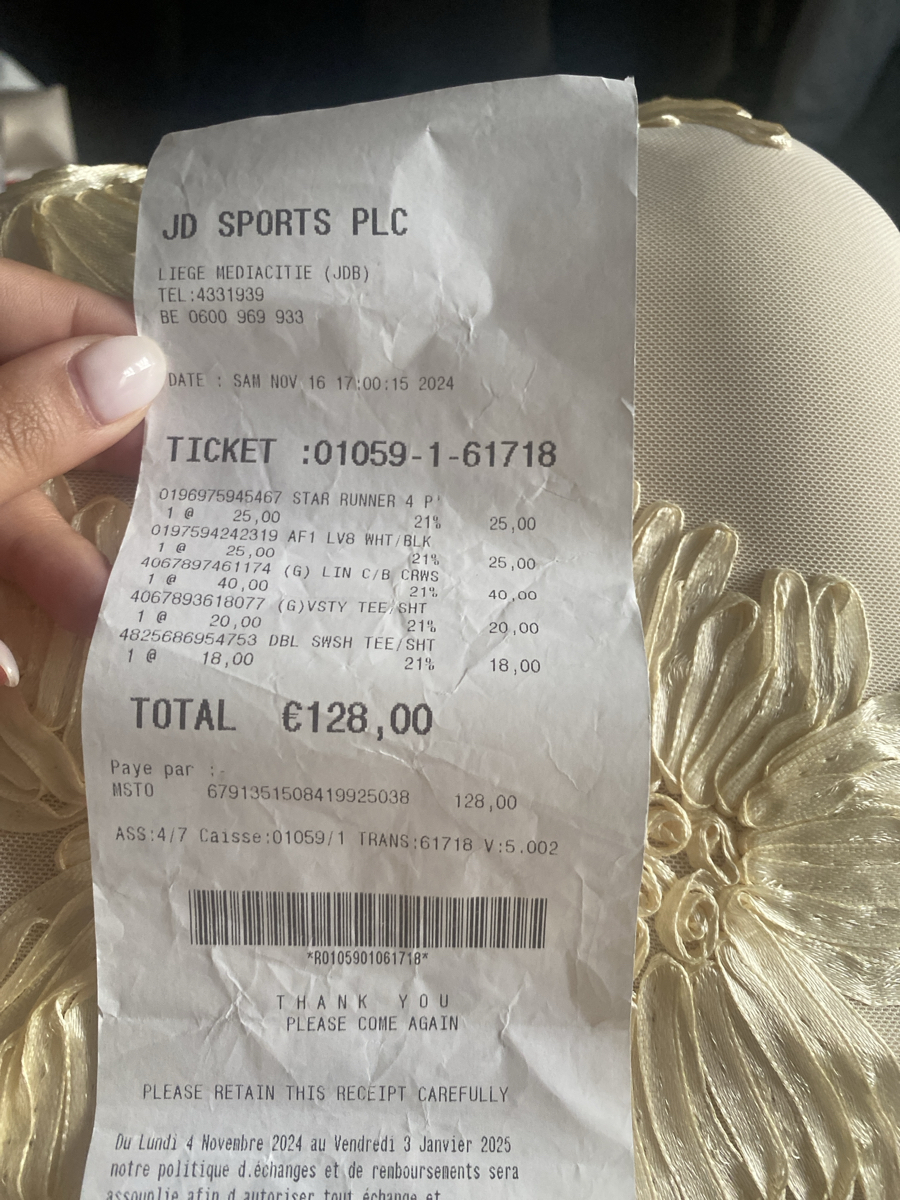 JD SPORTS PLC
LIEGE MEDIACITIE (JDB)
TEL:4331939
BE 0600 969 933
DATE : SAM NOV 16 17:00:15 2024
TICKET :01059-1-61718
0196975945467 STAR RUNNER 4 P'
1 @ 25,00 21% 25,00
0197594242319 AF1 LV8 WHT/BLK
1 @ 25,00 21% 25,00
4067897461174 (G) LIN C/B CRWS
1 @ 40,00 21% 40,00
4067893618077 (G)VSTY TEE/SHT
1 @ 20,00 21% 20,00
4825686954753 DBL SWSH TEE/SHT
1 @ 18,00 21% 18,00
TOTAL €128,00
Paye par :-
MSTO 6791351508419925038 128,00
ASS:4/7 Caisse:01059/1 TRANS:61718 V:5.002
*R0105901061718*
THANK YOU
PLEASE COME AGAIN
PLEASE RETAIN THIS RECEIPT CAREFULLY
Du Lundi 4 Novembre 2024 au Vendredi 3 Janvier 2025
notre politique d.échanges et de remboursements sera
assouplie afin d autoriser tout échange et